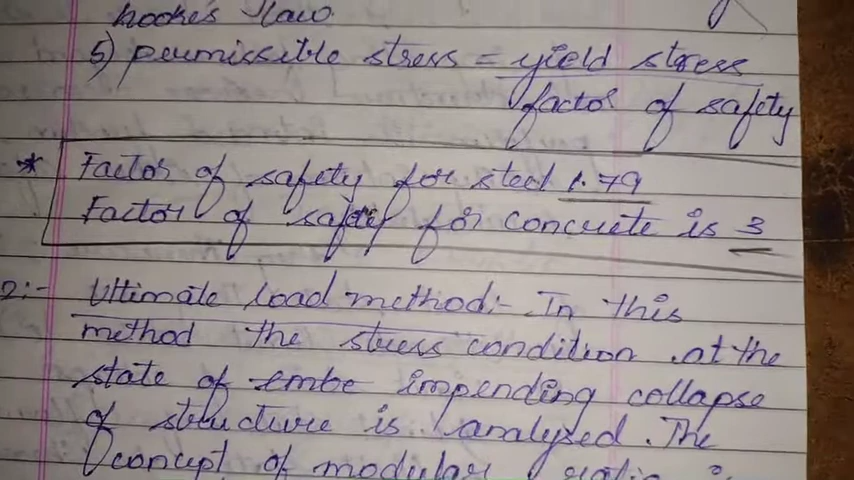 hooke's law.
5) permissible stress = yield stress
factor of safety
* Factor of safety for steel 1.79
Factor of safety for concrete is 3
2:- Ultimate load method:- In this
method the stress condition at the
state of impending collapse
of structure is analysed. The
concept of modular ratio